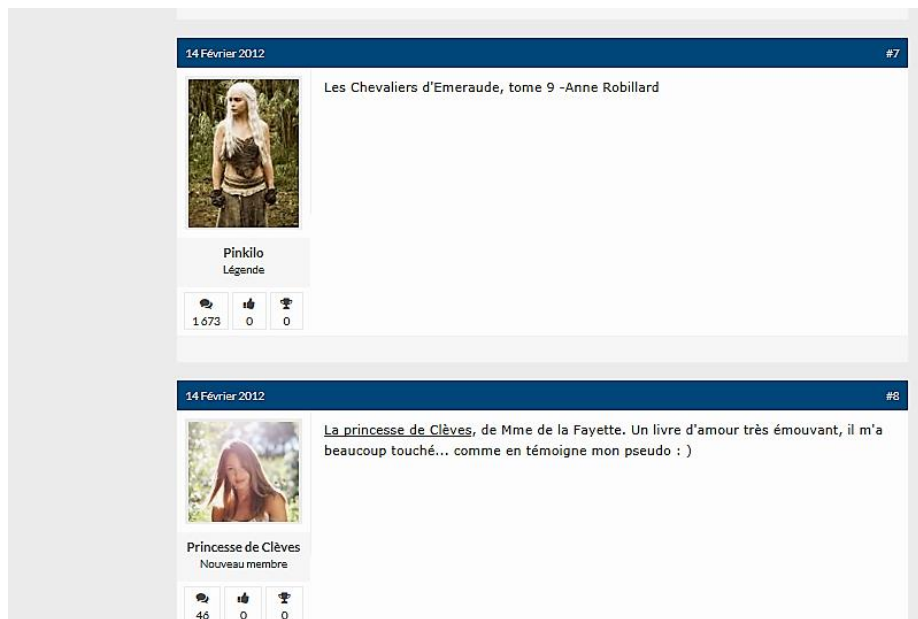 14 Février 2012 #7
Les Chevaliers d'Emeraude, tome 9 -Anne Robillard
Pinkilo
Légende
1 673 0 0
14 Février 2012 #8
La princesse de Clèves, de Mme de la Fayette. Un livre d'amour très émouvant, il m'a
beaucoup touché... comme en témoigne mon pseudo : )
Princesse de Clèves
Nouveau membre
46 0 0